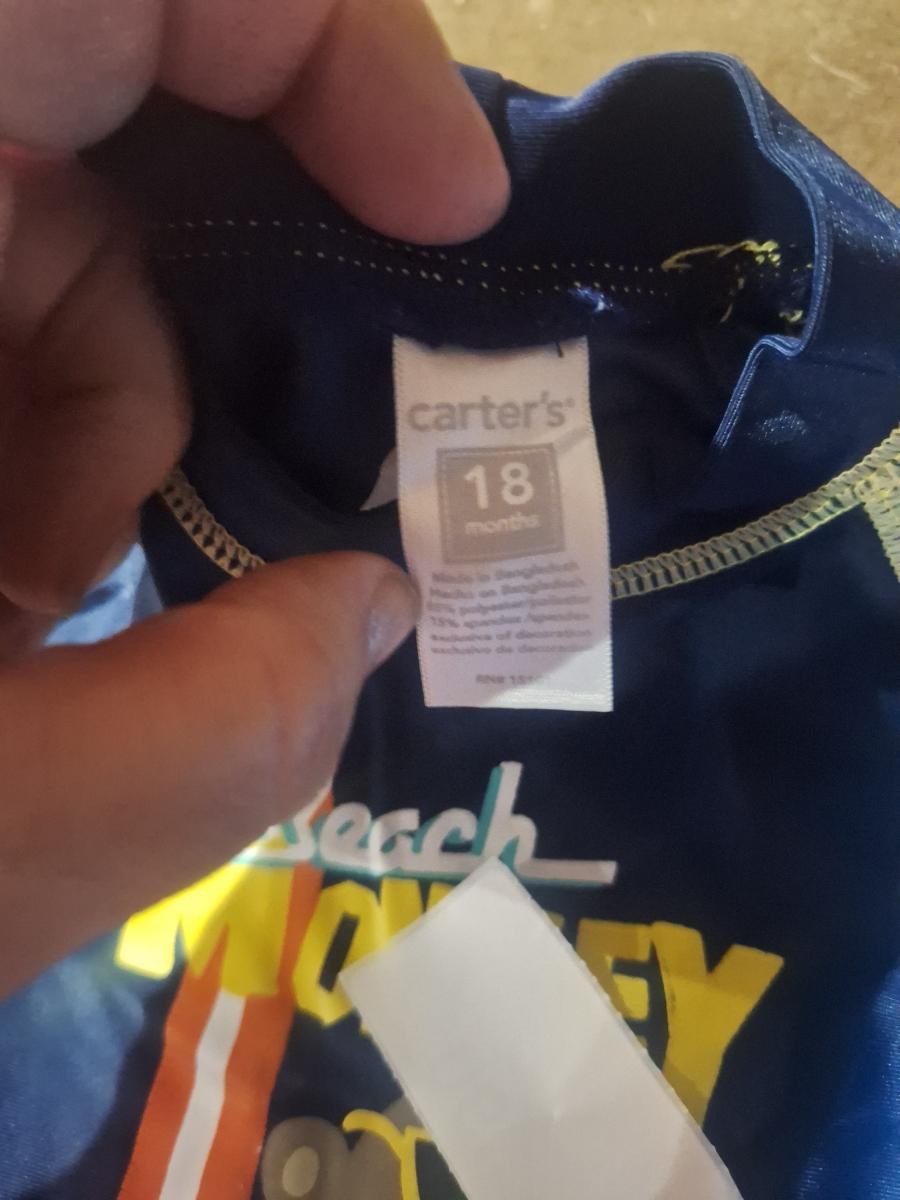 carter's®
18
months
Made in Bangladesh
Hecho en Bangladesh
polyester/poliéster
15% spandex/spandex
exclusive of decoration
exclusivo de decoración
RN#
Beach